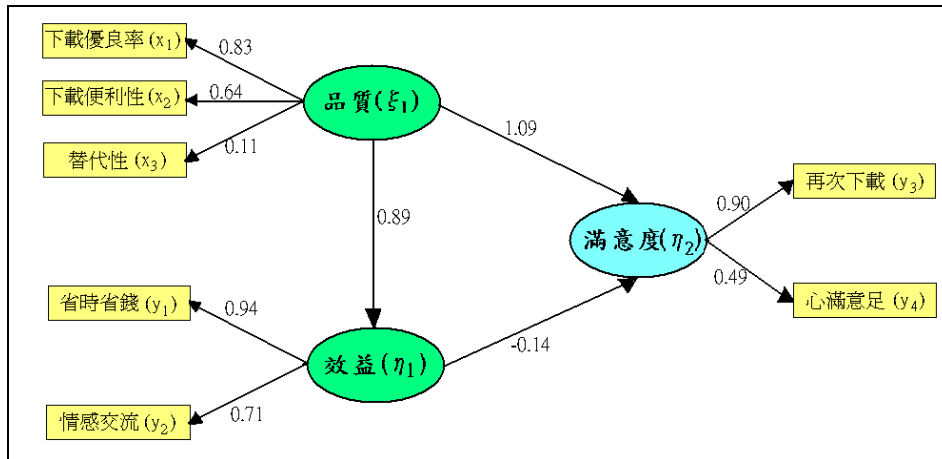 下載優良率(x₁)
0.83
下載便利性(x₂)
0.64
替代性(x₃)
0.11
品質(ξ₁)
1.09
0.89
再次下載(y₃)
0.90
滿意度(η₂)
0.49
心滿意足(y₄)
省時省錢(y₁)
0.94
效益(η₁)
-0.14
情感交流(y₂)
0.71